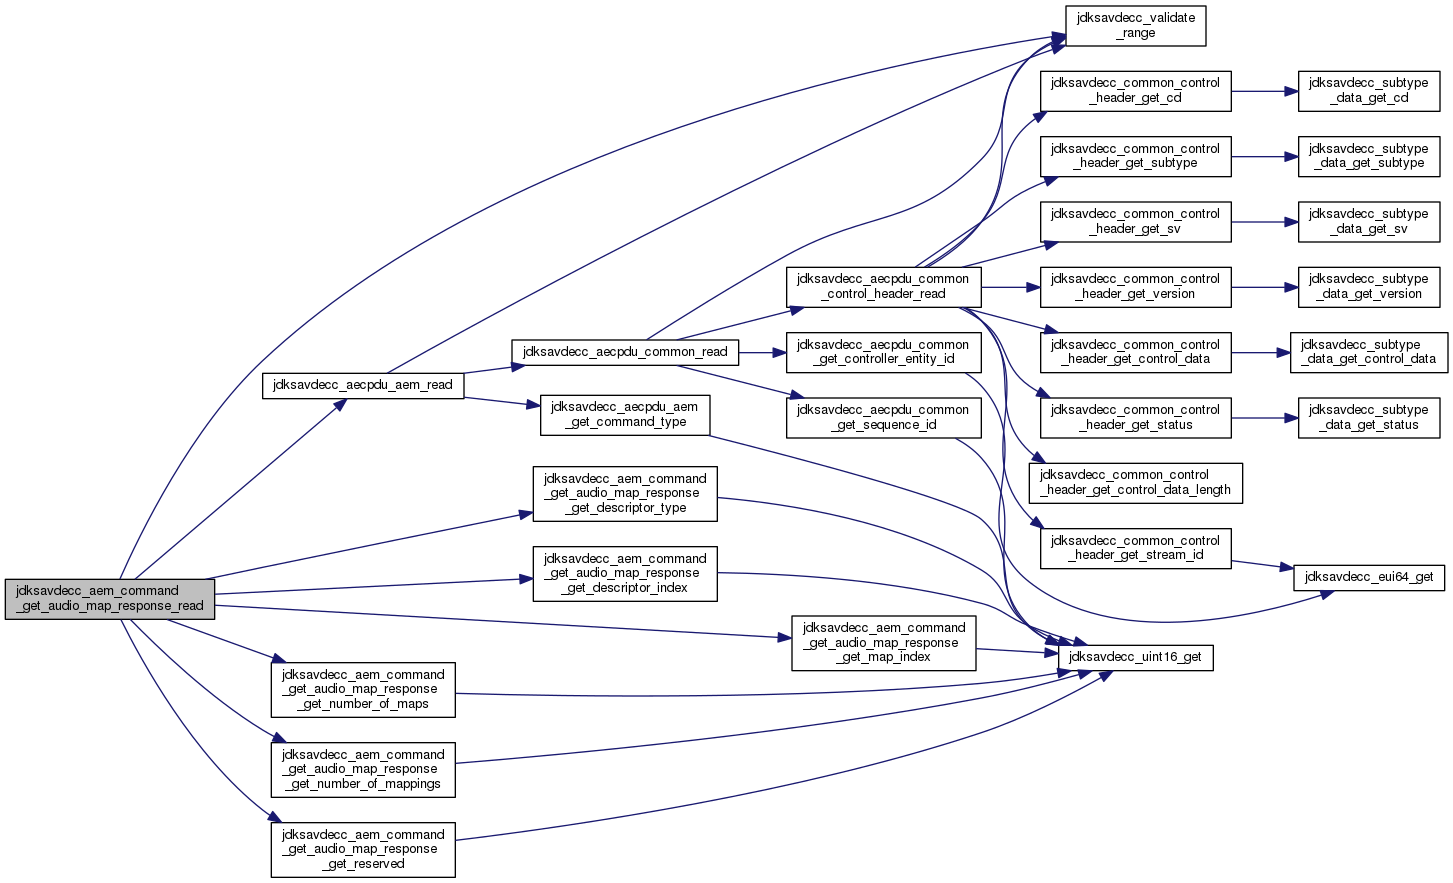 jdksavdecc_validate
_range
jdksavdecc_common_control
_header_get_cd
jdksavdecc_subtype
_data_get_cd
jdksavdecc_common_control
_header_get_subtype
jdksavdecc_subtype
_data_get_subtype
jdksavdecc_common_control
_header_get_sv
jdksavdecc_subtype
_data_get_sv
jdksavdecc_aecpdu_common
_control_header_read
jdksavdecc_common_control
_header_get_version
jdksavdecc_subtype
_data_get_version
jdksavdecc_aecpdu_common_read
jdksavdecc_aecpdu_common
_get_controller_entity_id
jdksavdecc_common_control
_header_get_control_data
jdksavdecc_subtype
_data_get_control_data
jdksavdecc_aecpdu_aem_read
jdksavdecc_aecpdu_aem
_get_command_type
jdksavdecc_aecpdu_common
_get_sequence_id
jdksavdecc_common_control
_header_get_status
jdksavdecc_subtype
_data_get_status
jdksavdecc_common_control
_header_get_control_data_length
jdksavdecc_aem_command
_get_audio_map_response
_get_descriptor_type
jdksavdecc_common_control
_header_get_stream_id
jdksavdecc_aem_command
_get_audio_map_response
_get_descriptor_index
jdksavdecc_eui64_get
jdksavdecc_aem_command
_get_audio_map_response_read
jdksavdecc_aem_command
_get_audio_map_response
_get_map_index
jdksavdecc_uint16_get
jdksavdecc_aem_command
_get_audio_map_response
_get_number_of_maps
jdksavdecc_aem_command
_get_audio_map_response
_get_number_of_mappings
jdksavdecc_aem_command
_get_audio_map_response
_get_reserved